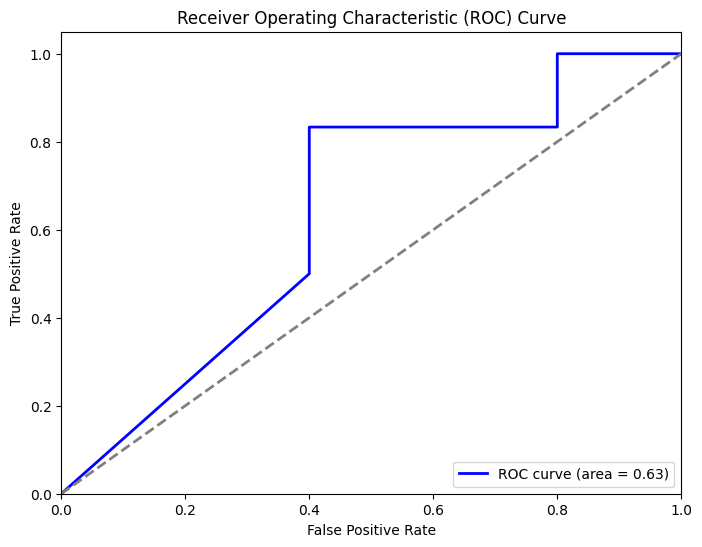 Receiver Operating Characteristic (ROC) Curve
1.0
0.8
0.6
0.4
0.2
0.0
True Positive Rate
ROC curve (area = 0.63)
0.0 0.2 0.4 0.6 0.8 1.0
False Positive Rate